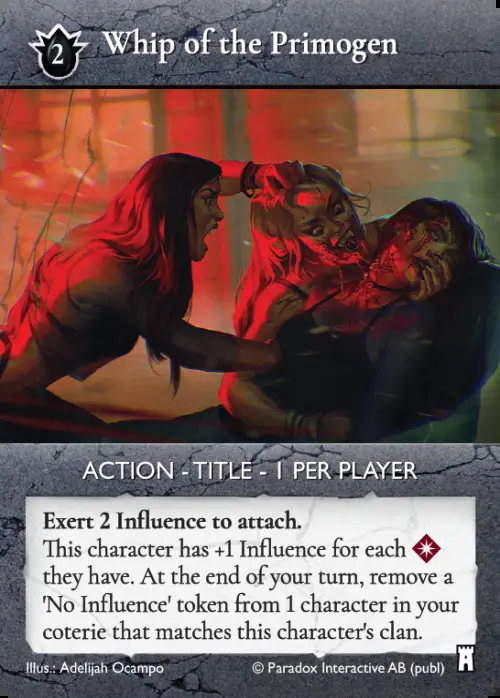 2
Whip of the Primogen
ACTION - TITLE - 1 PER PLAYER
Exert 2 Influence to attach.
This character has +1 Influence for each
they have. At the end of your turn, remove a
'No Influence' token from 1 character in your
coterie that matches this character's clan.
Illus.: Adelijah Ocampo
© Paradox Interactive AB (publ)